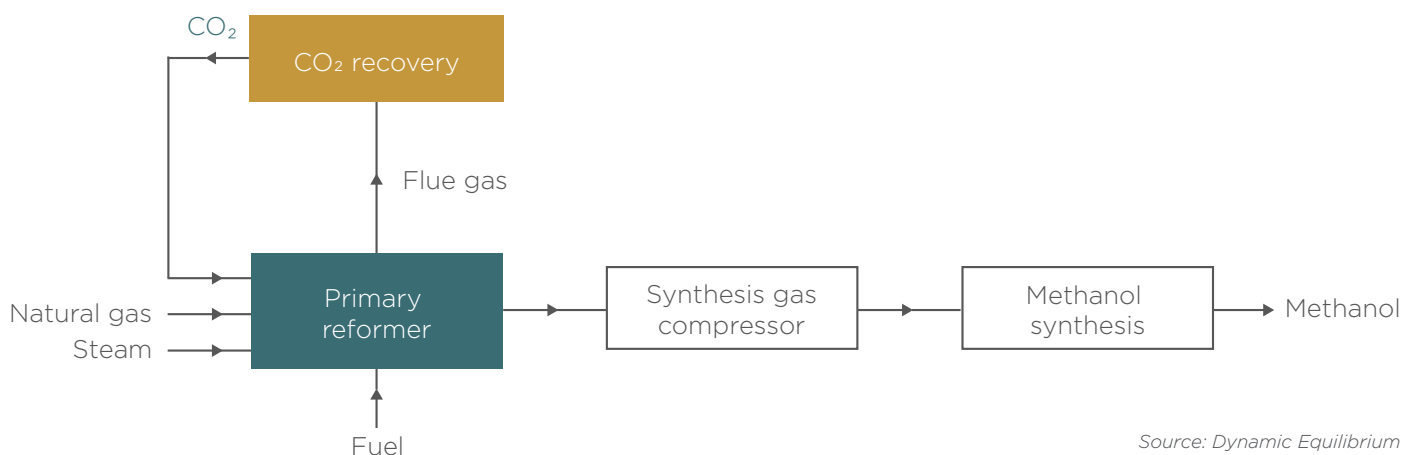 CO₂
CO₂ recovery
Flue gas
Natural gas
Steam
Primary
reformer
Synthesis gas
compressor
Methanol
synthesis
Methanol
Fuel
Source: Dynamic Equilibrium